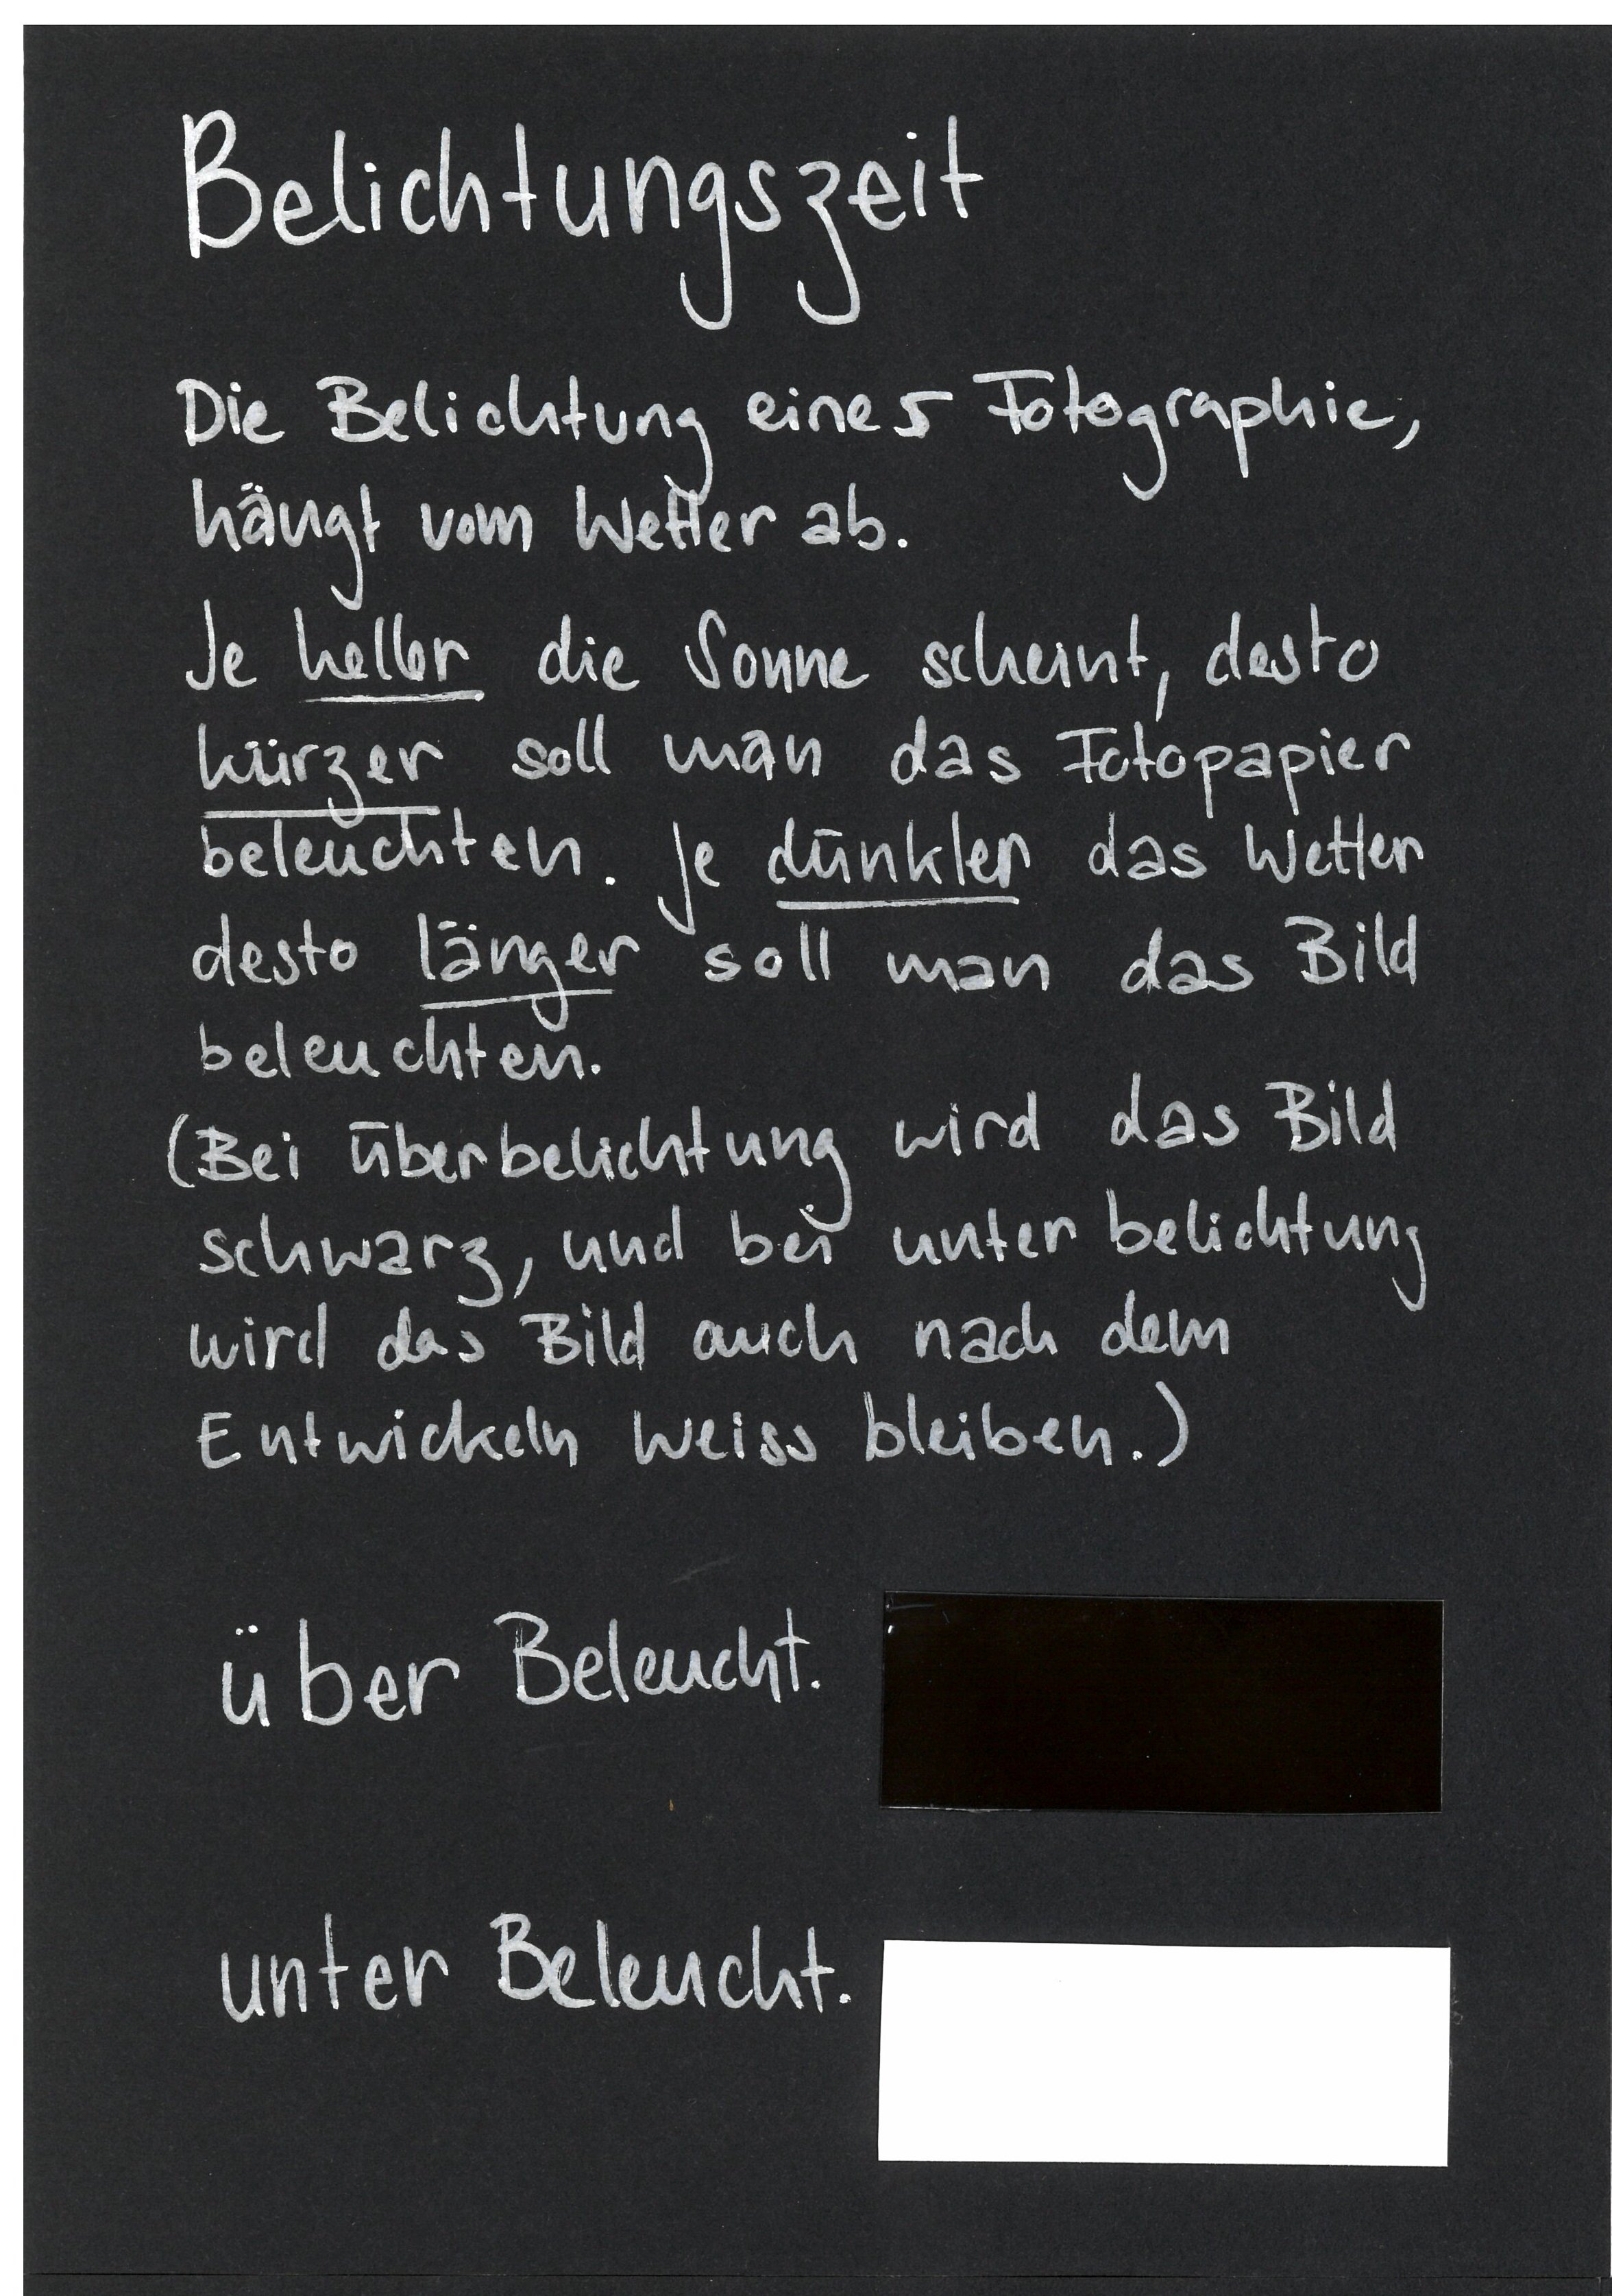 Belichtungszeit
Die Belichtung eines Fotographie,
hängt vom Wetter ab.
Je heller die Sonne scheint, desto
kürzer soll man das Fotopapier
beleuchten. Je dünkler das Wetter
desto länger soll man das Bild
beleuchten.
(Bei überbelichtung wird das Bild
schwarz, und bei unter belichtung
wird das Bild auch nach dem
Entwickeln weiss bleiben.)
über Beleucht.
unter Beleucht.